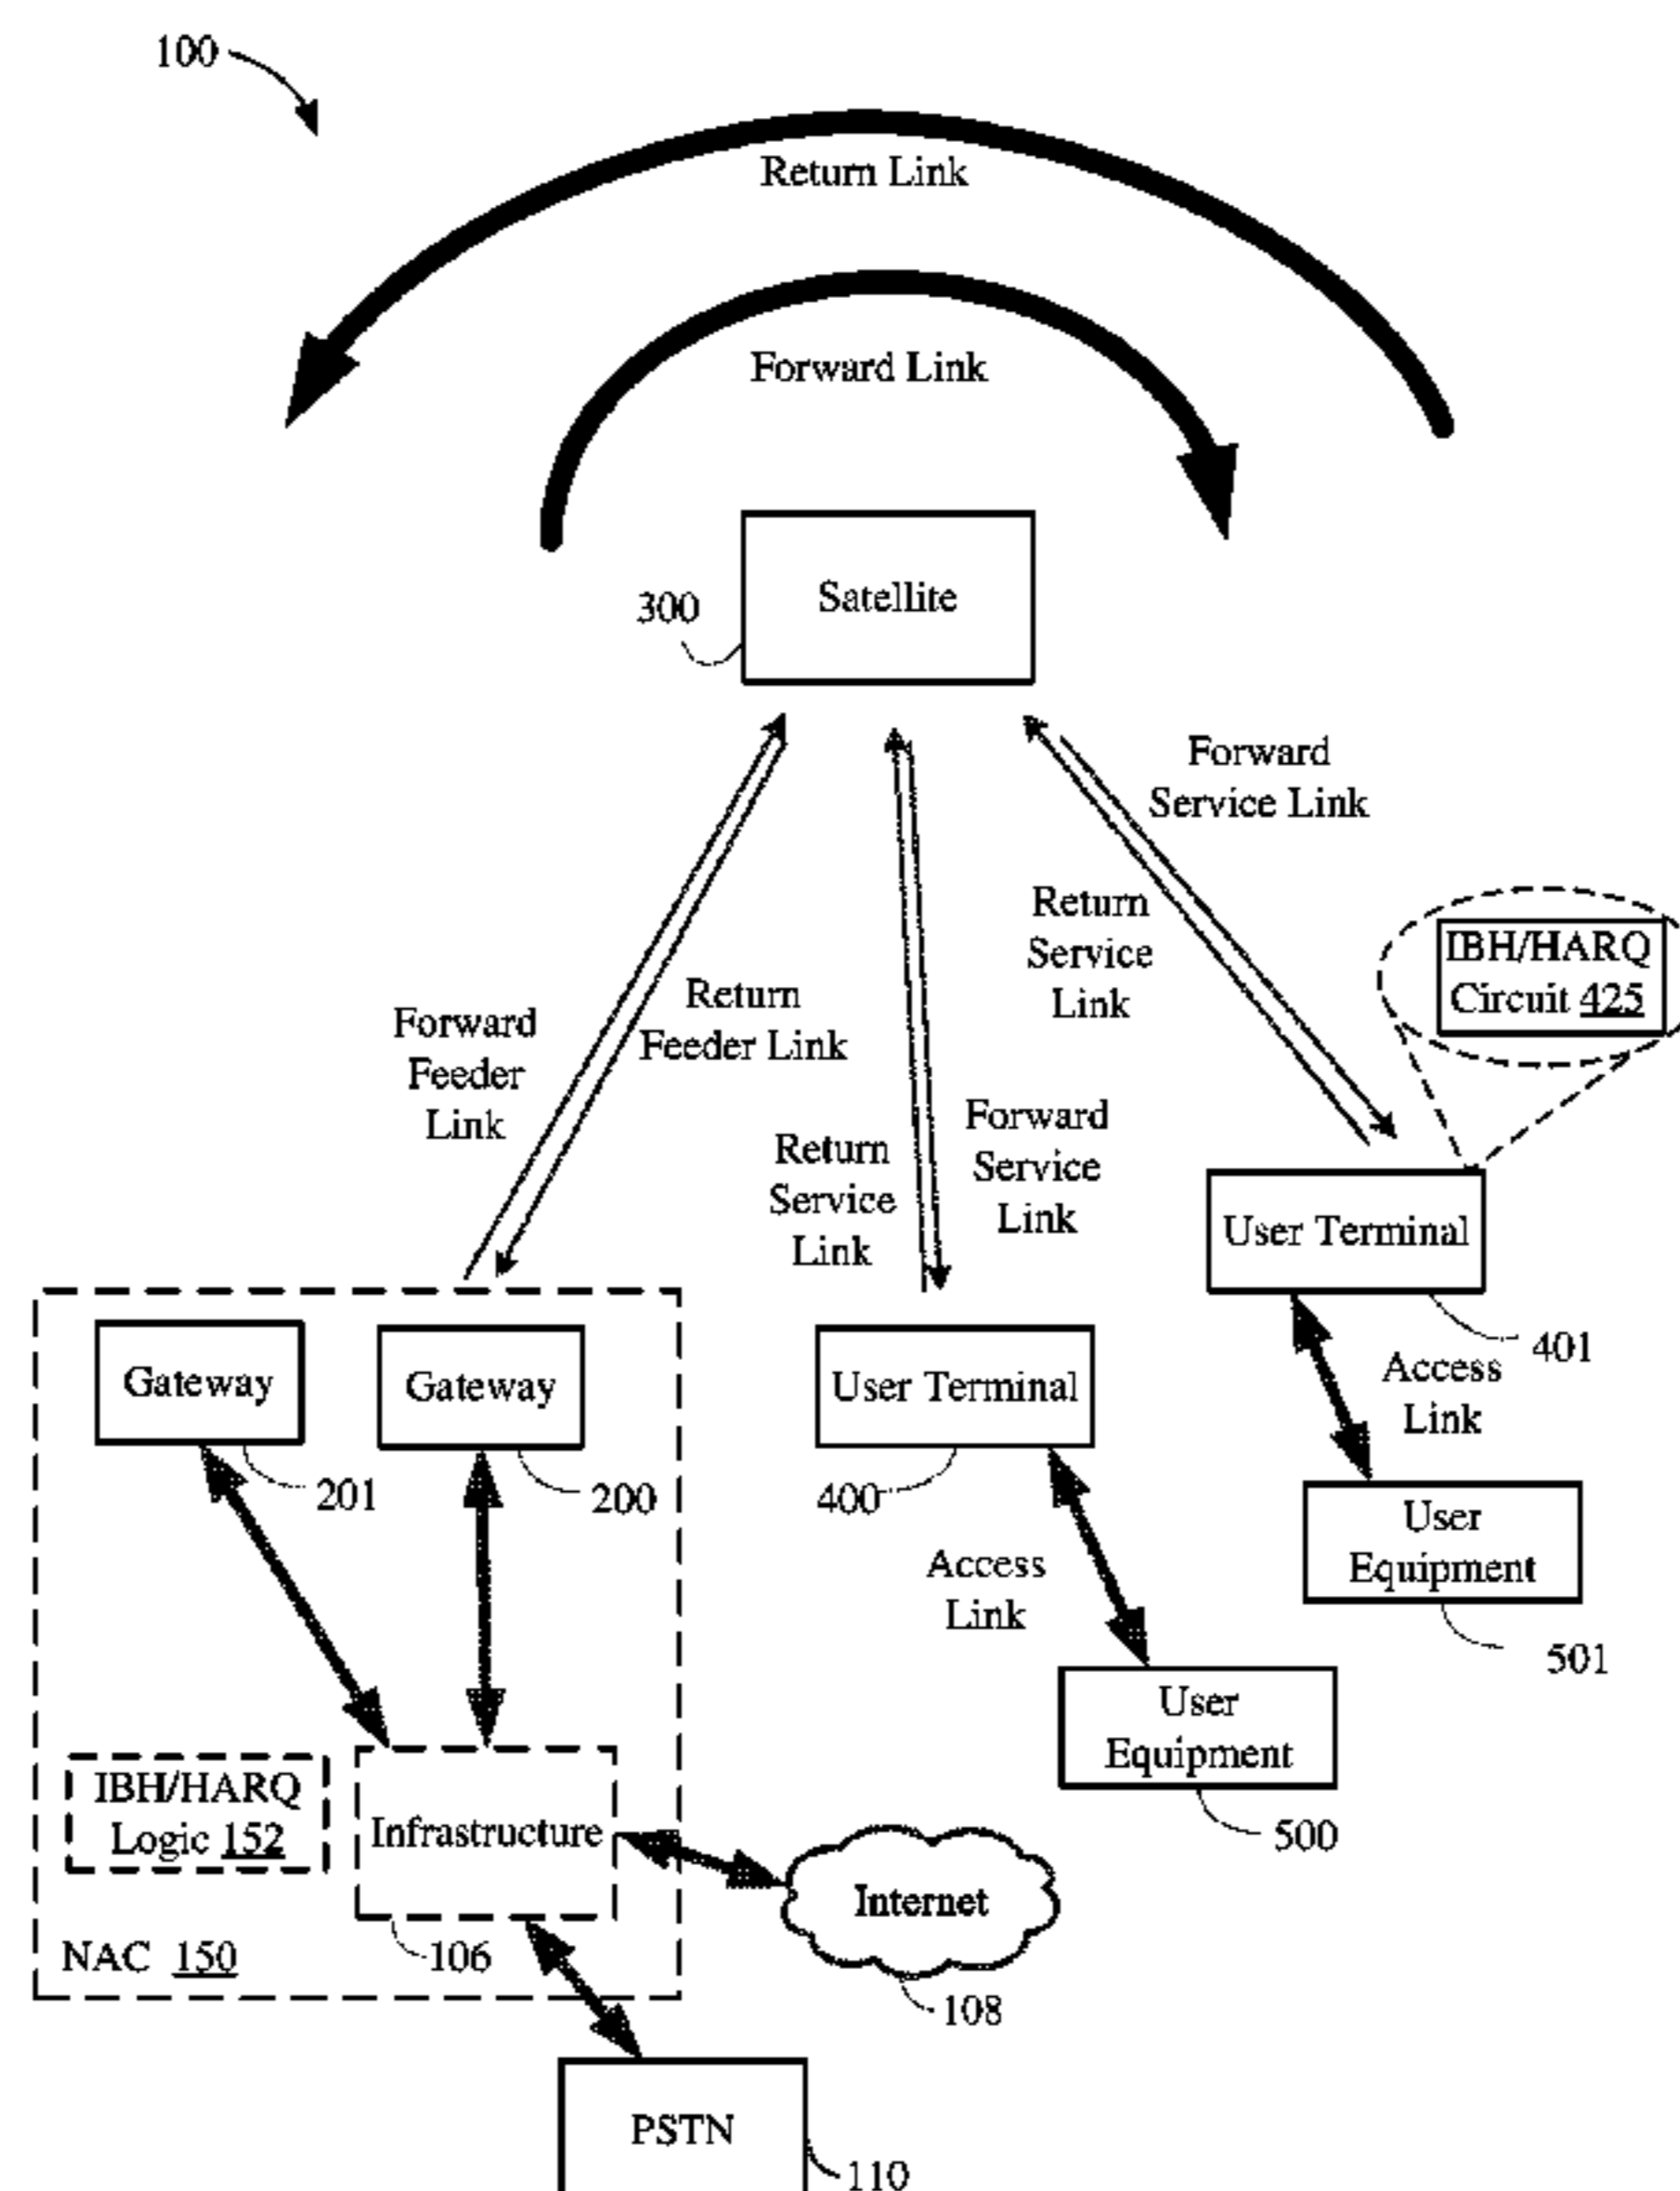 100
Return Link
Forward Link
300
Satellite
Forward
Service Link
Return
Service
Link
IBH/HARQ
Circuit 425
Forward
Feeder
Link
Return
Feeder Link
Return
Service
Link
Forward
Service
Link
User Terminal
401
Gateway
201
Gateway
200
User Terminal
400
Access
Link
Access
Link
User
Equipment
501
User
Equipment
500
IBH/HARQ
Logic 152
Infrastructure
106
NAC 150
Internet
108
PSTN
110